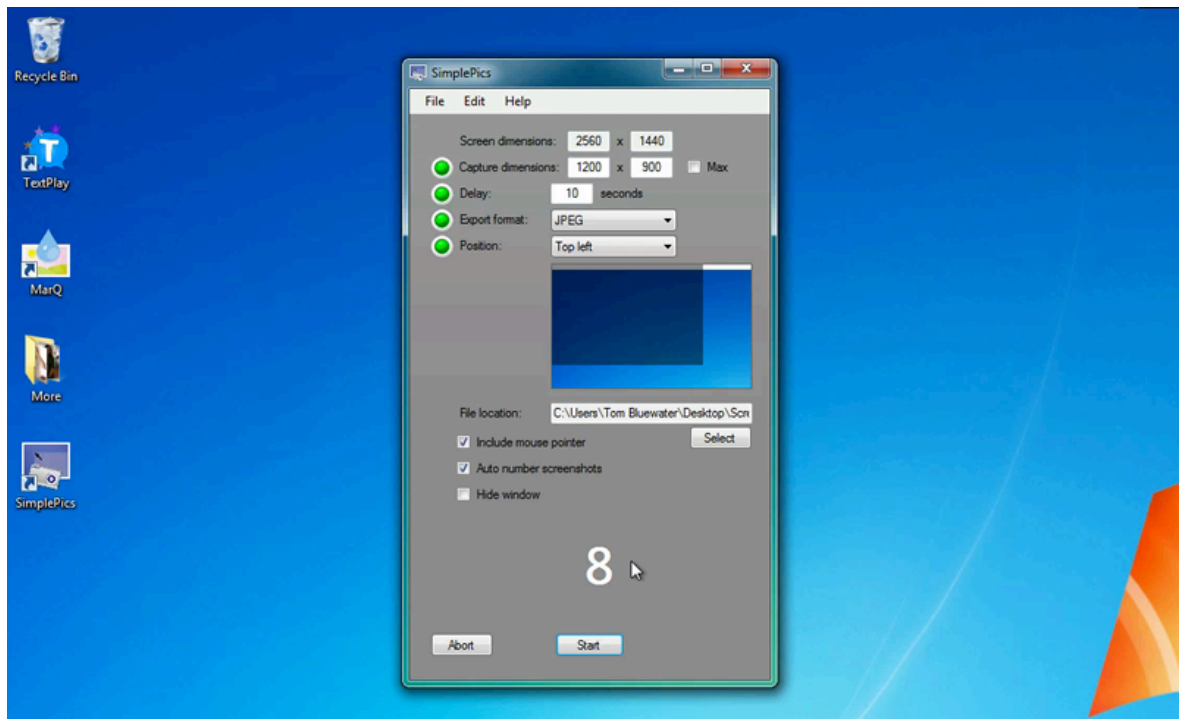 Recycle Bin
TextPlay
MarQ
More
SimplePics
SimplePics
File Edit Help
Screen dimensions: 2560 x 1440
Capture dimensions: 1200 x 900 Max
Delay: 10 seconds
Export format: JPEG
Position: Top left
File location: C:\Users\Tom Bluewater\Desktop\Scre
Select
Include mouse pointer
Auto number screenshots
Hide window
8
Abort Start